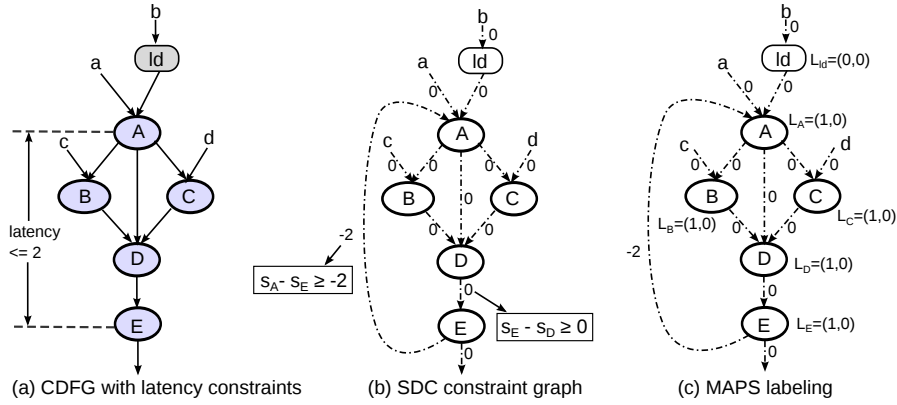 b
ld
a
A
c
d
B
C
latency
<= 2
D
E
(a) CDFG with latency constraints
b
0
ld
a
0
0
A
c
d
0
0
0
0
B
C
0
0
0
-2
D
s_A- s_E ≥ -2
0
s_E - s_D ≥ 0
E
0
(b) SDC constraint graph
b
0
ld
L_ld=(0,0)
a
0
0
A
L_A=(1,0)
c
d
0
0
0
0
B
C
L_B=(1,0)
0
L_C=(1,0)
0
0
-2
D
L_D=(1,0)
0
E
L_E=(1,0)
0
(c) MAPS labeling